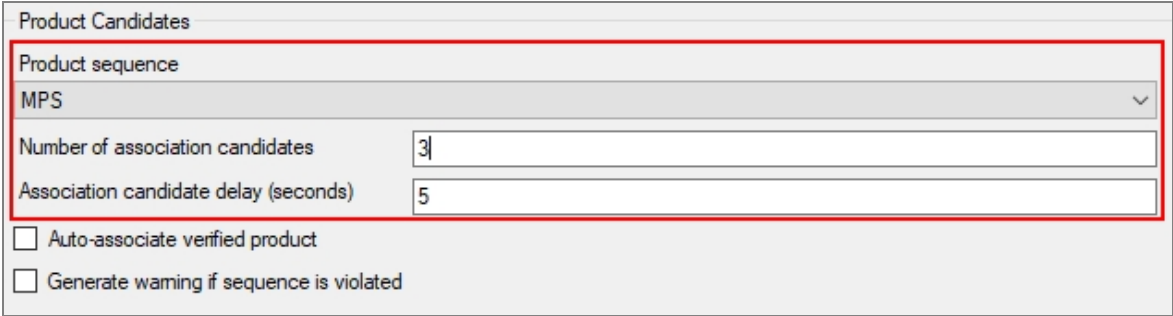 Product Candidates
Product sequence
MPS
Number of association candidates 3
Association candidate delay (seconds) 5
Auto-associate verified product
Generate warning if sequence is violated